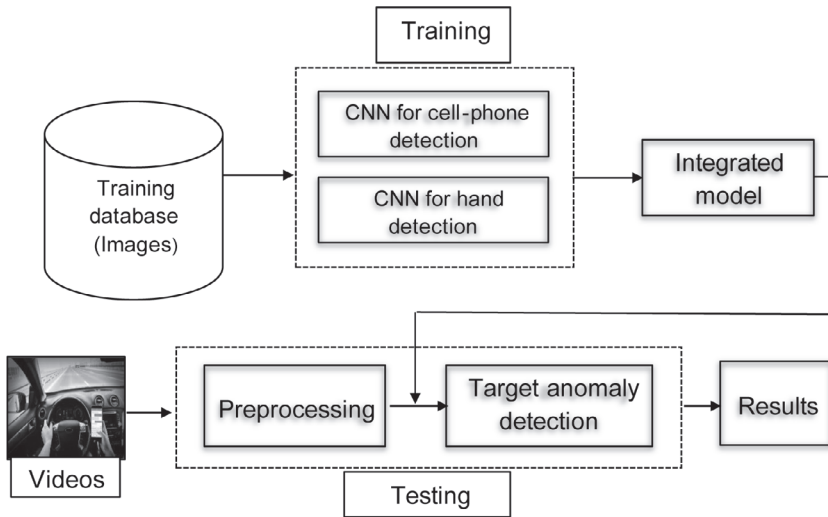 Training
CNN for cell-phone
detection
CNN for hand
detection
Training
database
(Images)
Integrated
model
Preprocessing
Target anomaly
detection
Results
Videos
Testing